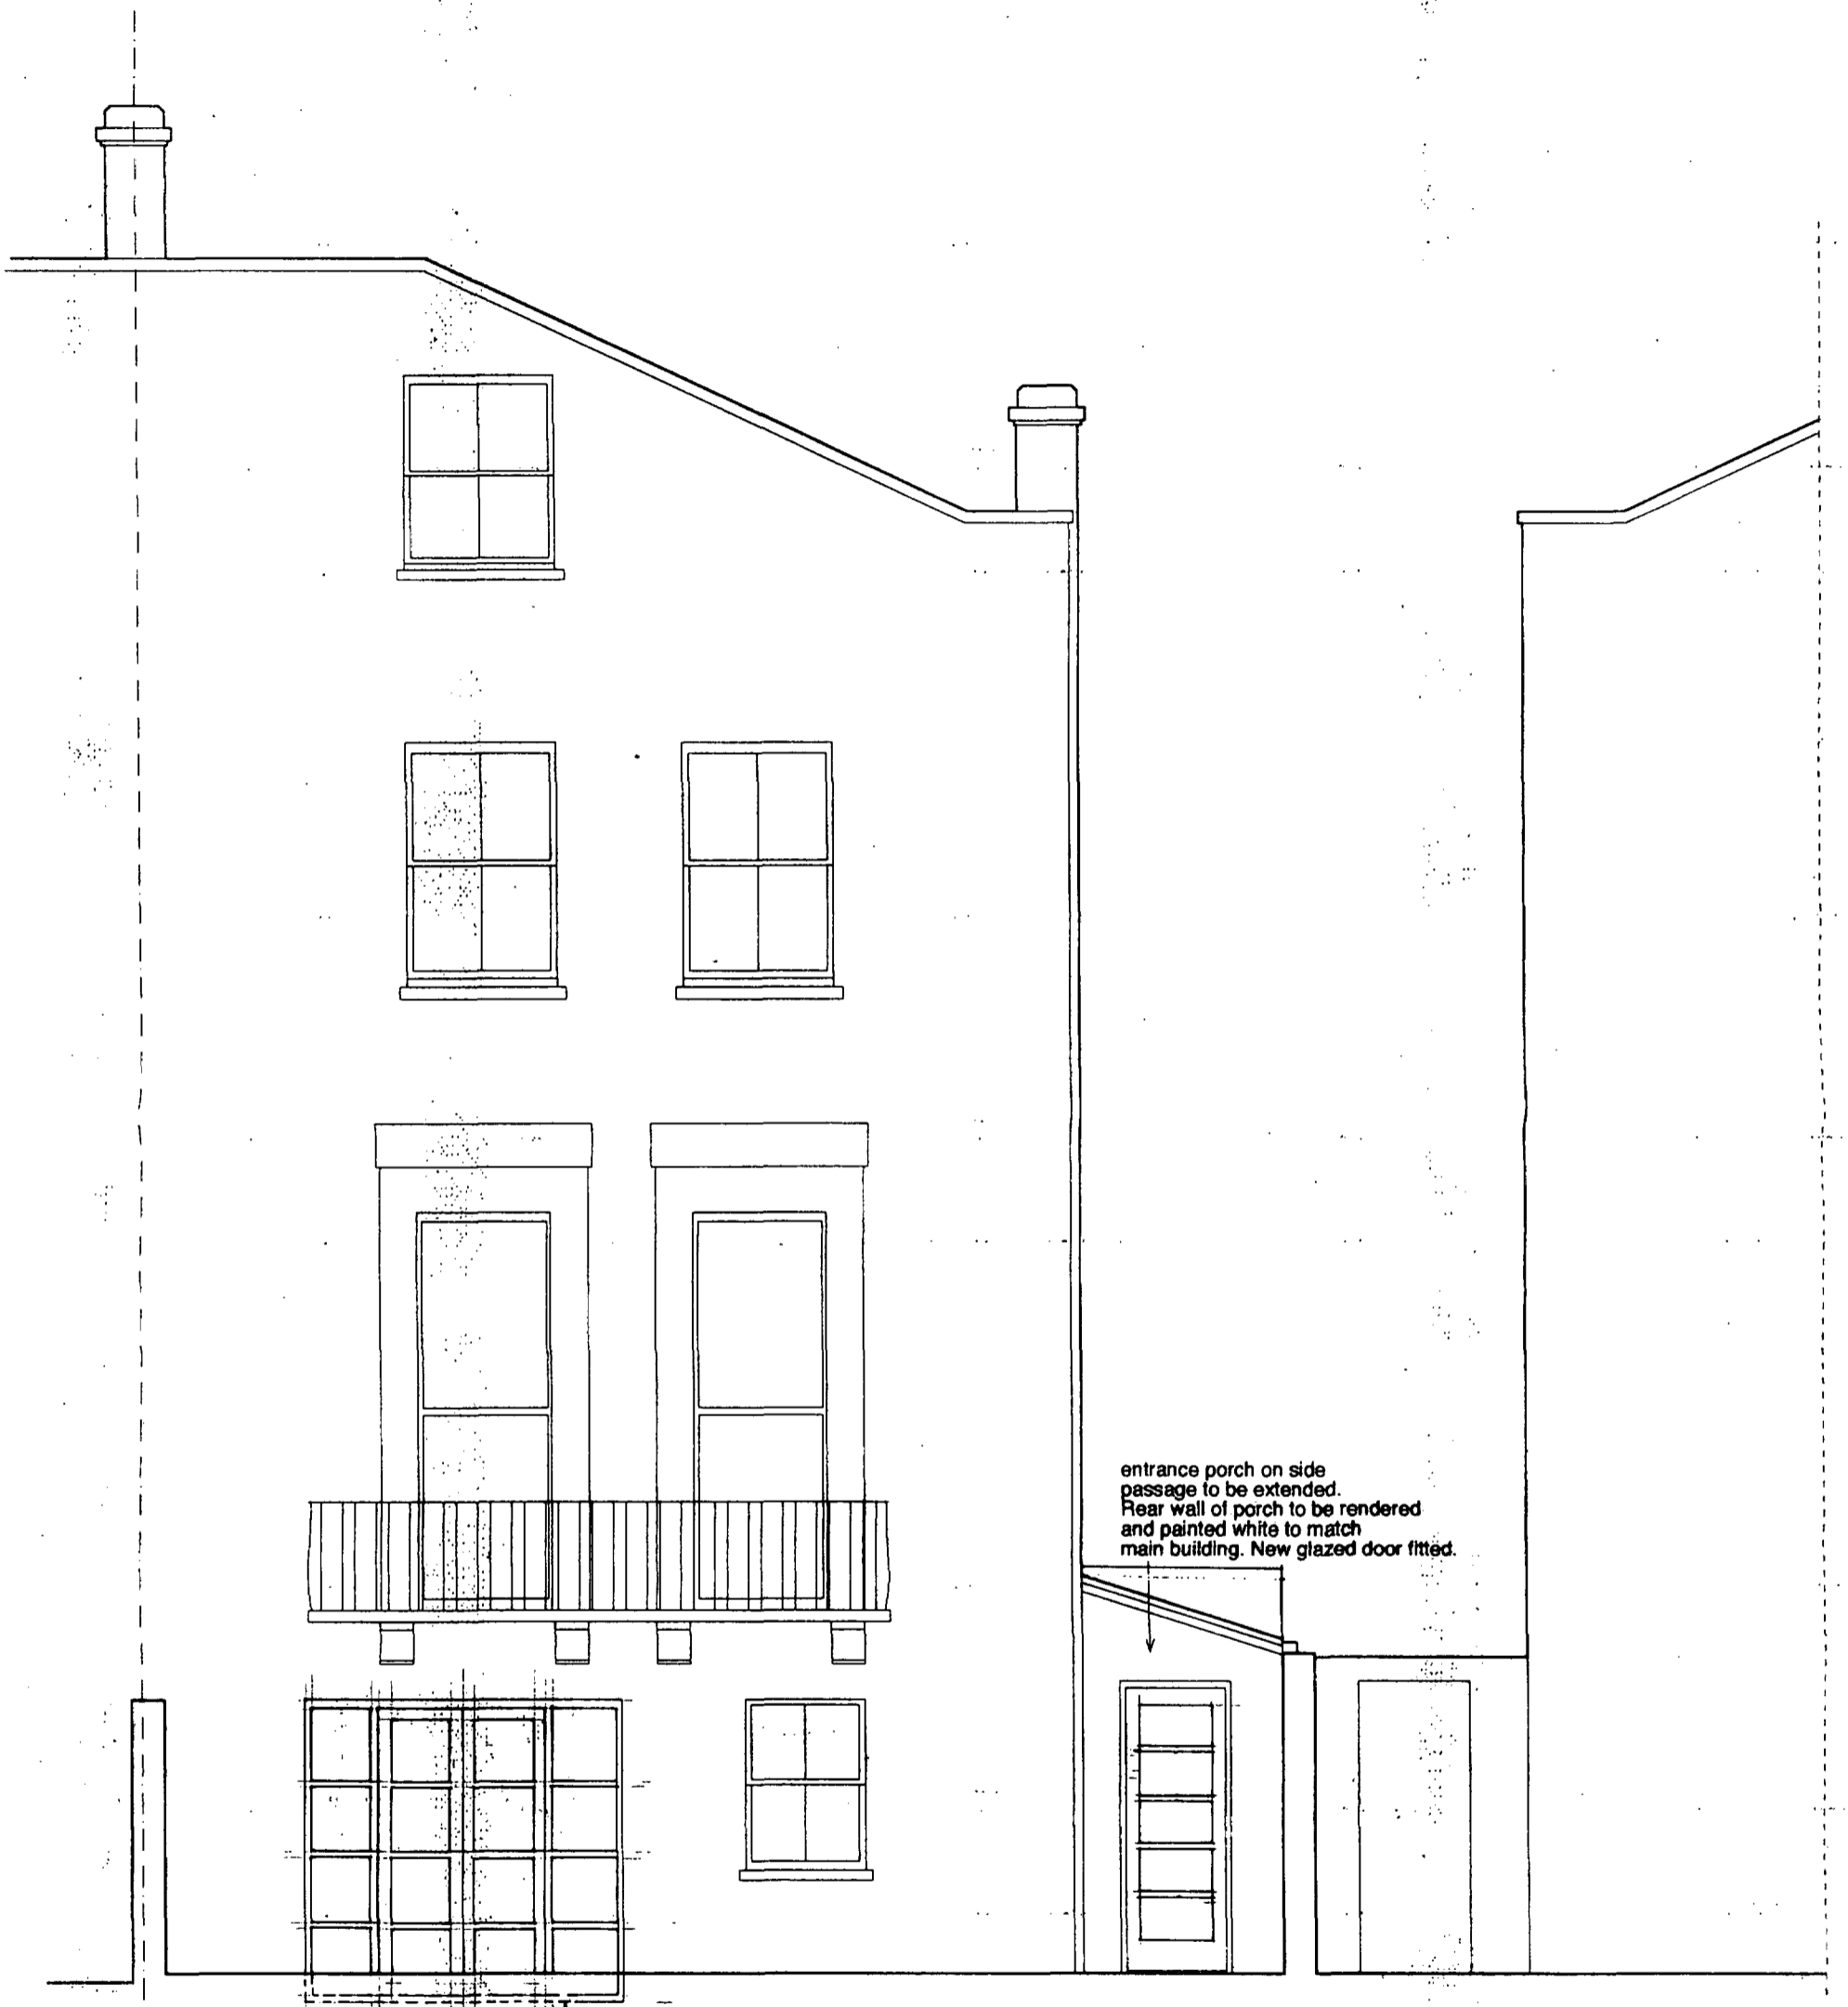 entrance porch on side
passage to be extended.
Rear wall of porch to be rendered
and painted white to match
main building. New glazed door fitted.